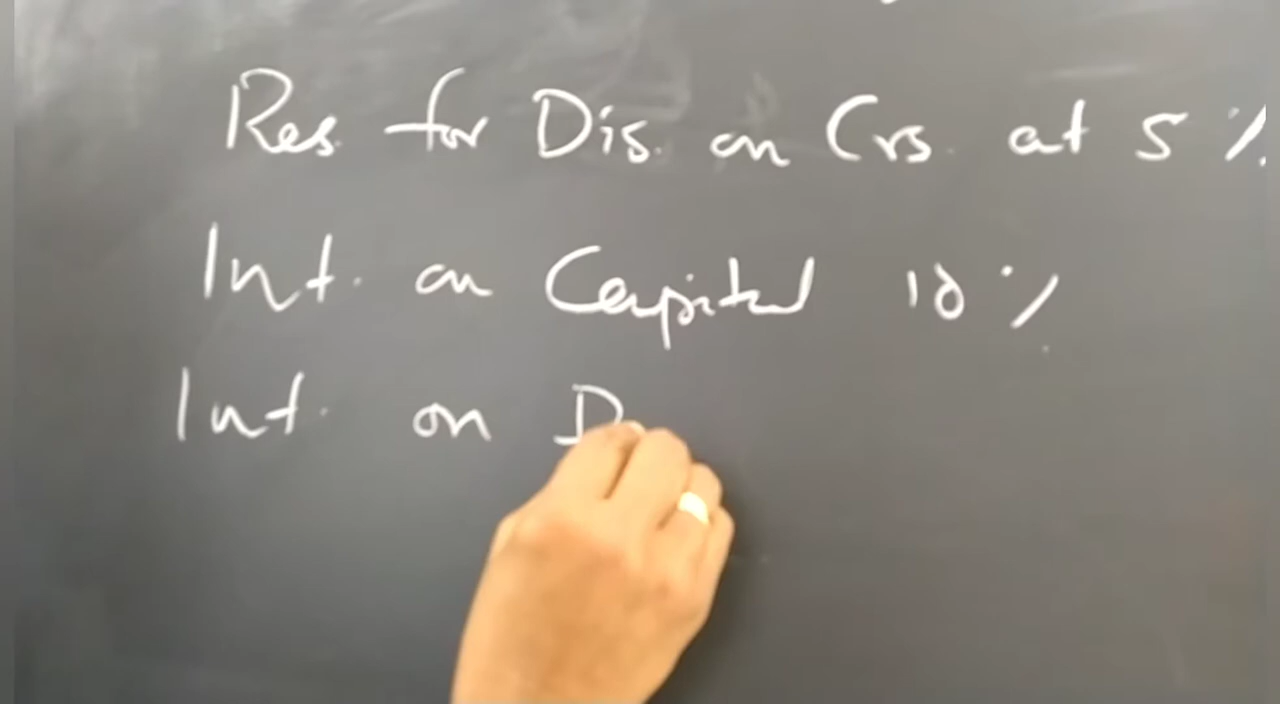 Res. for Dis. on Crs. at 5%
Int. on Capital 10%
Int. on D